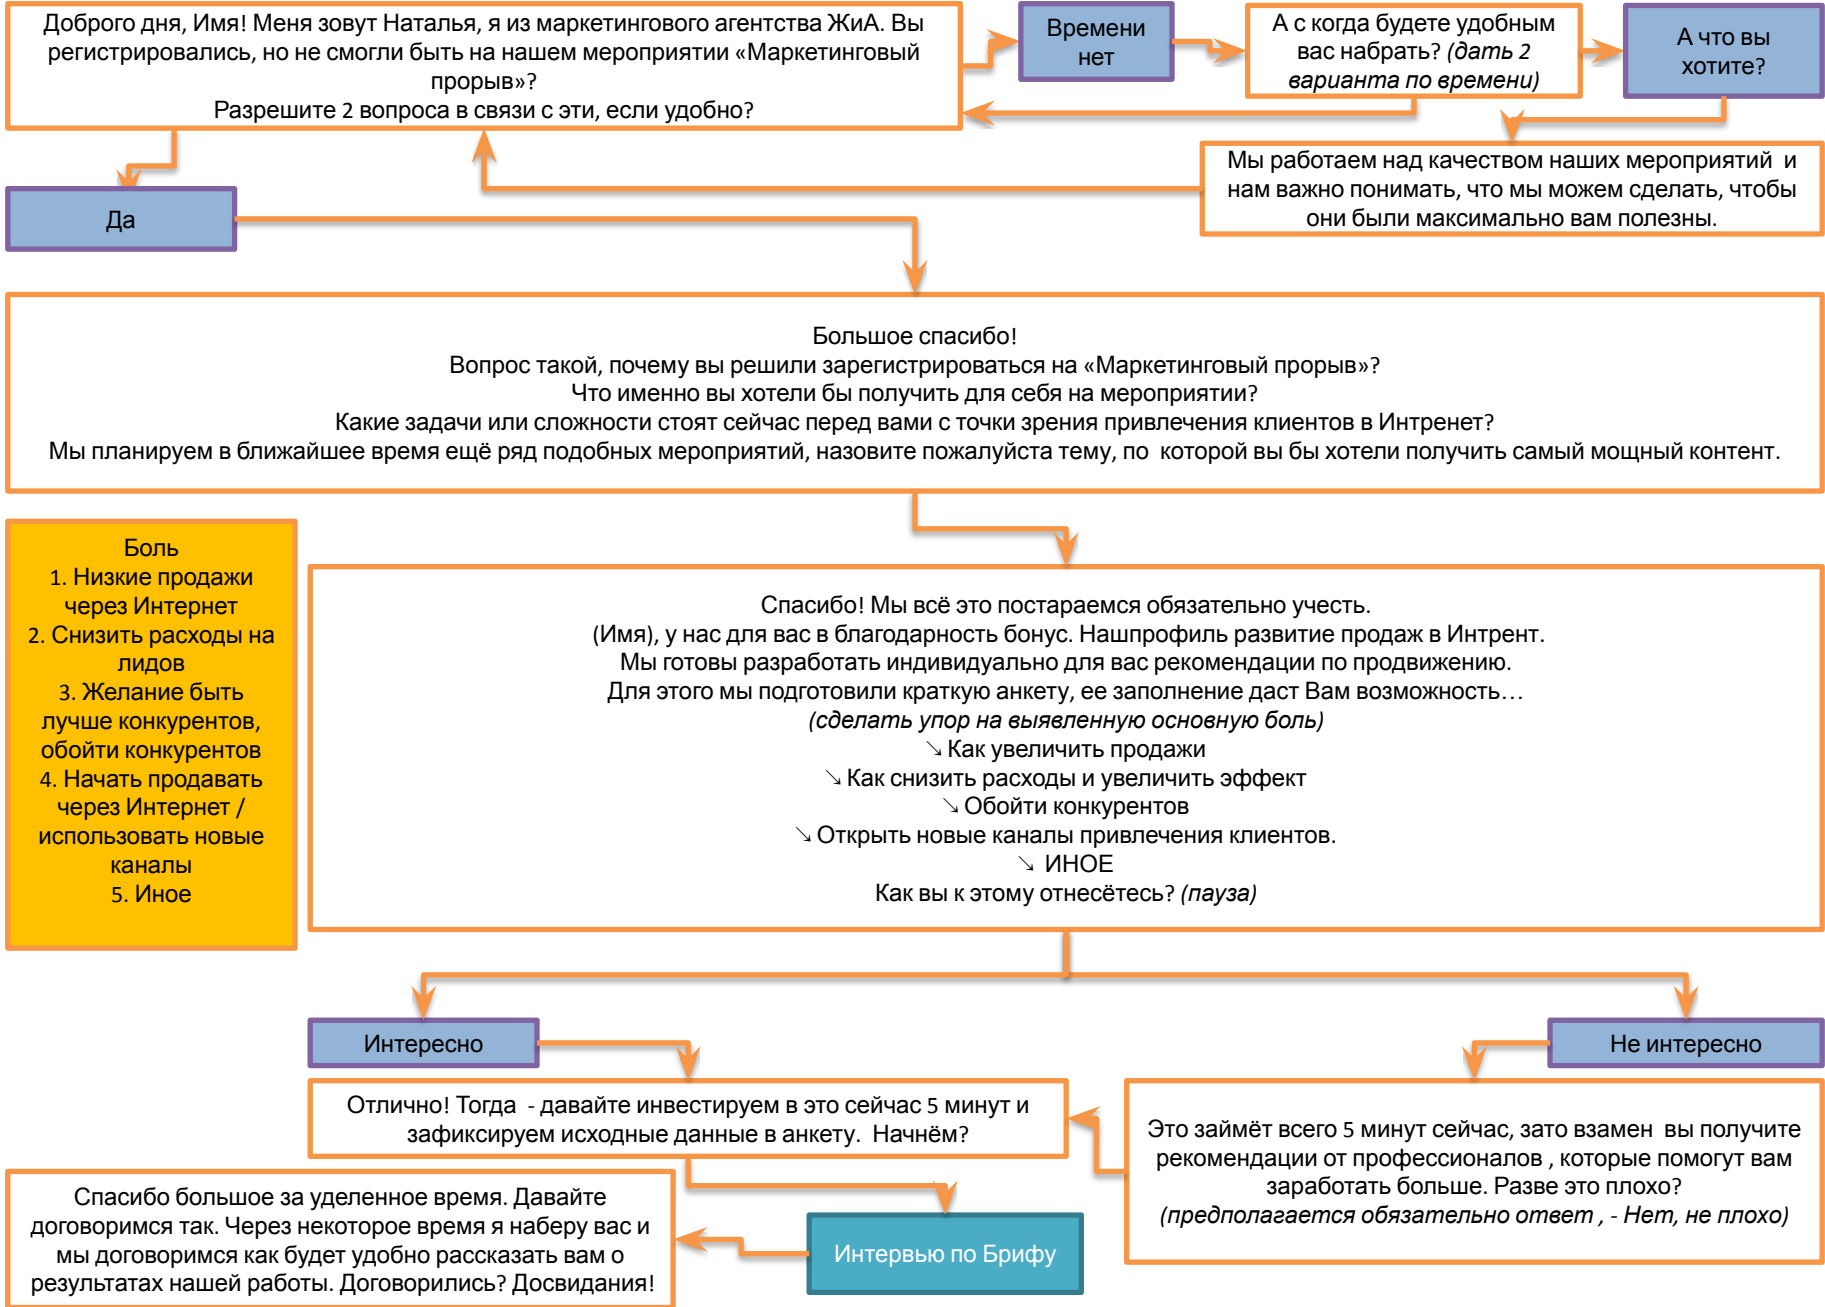 Доброго дня, Имя! Меня зовут Наталья, я из маркетингового агентства ЖиА. Вы
регистрировались, но не смогли быть на нашем мероприятии «Маркетинговый
прорыв»?
Разрешите 2 вопроса в связи с эти, если удобно?
Времени
нет
А с когда будете удобным
вас набрать? (дать 2
варианта по времени)
А что вы
хотите?
Мы работаем над качеством наших мероприятий и
нам важно понимать, что мы можем сделать, чтобы
они были максимально вам полезны.
Да
Большое спасибо!
Вопрос такой, почему вы решили зарегистрироваться на «Маркетинговый прорыв»?
Что именно вы хотели бы получить для себя на мероприятии?
Какие задачи или сложности стоят сейчас перед вами с точки зрения привлечения клиентов в Интренет?
Мы планируем в ближайшее время ещё ряд подобных мероприятий, назовите пожалуйста тему, по которой вы бы хотели получить самый мощный контент.
Боль
1. Низкие продажи
через Интернет
2. Снизить расходы на
лидов
3. Желание быть
лучше конкурентов,
обойти конкурентов
4. Начать продавать
через Интернет /
использовать новые
каналы
5. Иное
Спасибо! Мы всё это постараемся обязательно учесть.
(Имя), у нас для вас в благодарность бонус. Нашпрофиль развитие продаж в Интрент.
Мы готовы разработать индивидуально для вас рекомендации по продвижению.
Для этого мы подготовили краткую анкету, ее заполнение даст Вам возможность…
(сделать упор на выявленную основную боль)
↘ Как увеличить продажи
↘ Как снизить расходы и увеличить эффект
↘ Обойти конкурентов
↘ Открыть новые каналы привлечения клиентов.
↘ ИНОЕ
Как вы к этому отнесётесь? (пауза)
Интересно
Не интересно
Отлично! Тогда - давайте инвестируем в это сейчас 5 минут и
зафиксируем исходные данные в анкету. Начнём?
Это займёт всего 5 минут сейчас, зато взамен вы получите
рекомендации от профессионалов , которые помогут вам
заработать больше. Разве это плохо?
(предполагается обязательно ответ , - Нет, не плохо)
Спасибо большое за уделенное время. Давайте
договоримся так. Через некоторое время я наберу вас и
мы договоримся как будет удобно рассказать вам о
результатах нашей работы. Договорились? Досвидания!
Интервью по Брифу